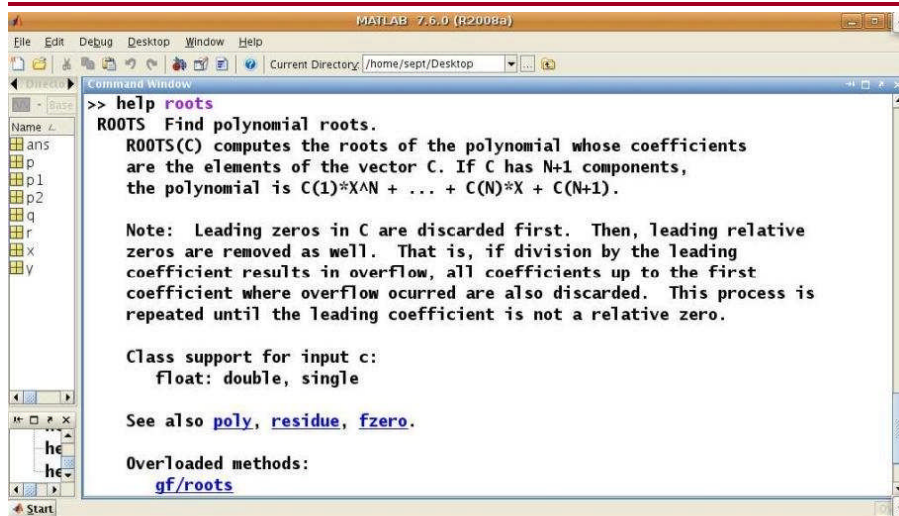 MATLAB 7.6.0 (R2008a)
File Edit Debug Desktop Window Help
Current Directory: /home/sept/Desktop
Directo Command Window
Base
Name
ans
p
p1
p2
q
r
x
y
>> help roots
ROOTS Find polynomial roots.
ROOTS(C) computes the roots of the polynomial whose coefficients
are the elements of the vector C. If C has N+1 components,
the polynomial is C(1)*X^N + ... + C(N)*X + C(N+1).
Note: Leading zeros in C are discarded first. Then, leading relative
zeros are removed as well. That is, if division by the leading
coefficient results in overflow, all coefficients up to the first
coefficient where overflow ocurred are also discarded. This process is
repeated until the leading coefficient is not a relative zero.
Class support for input c:
float: double, single
See also poly, residue, fzero.
Overloaded methods:
gf/roots
he
he
Start